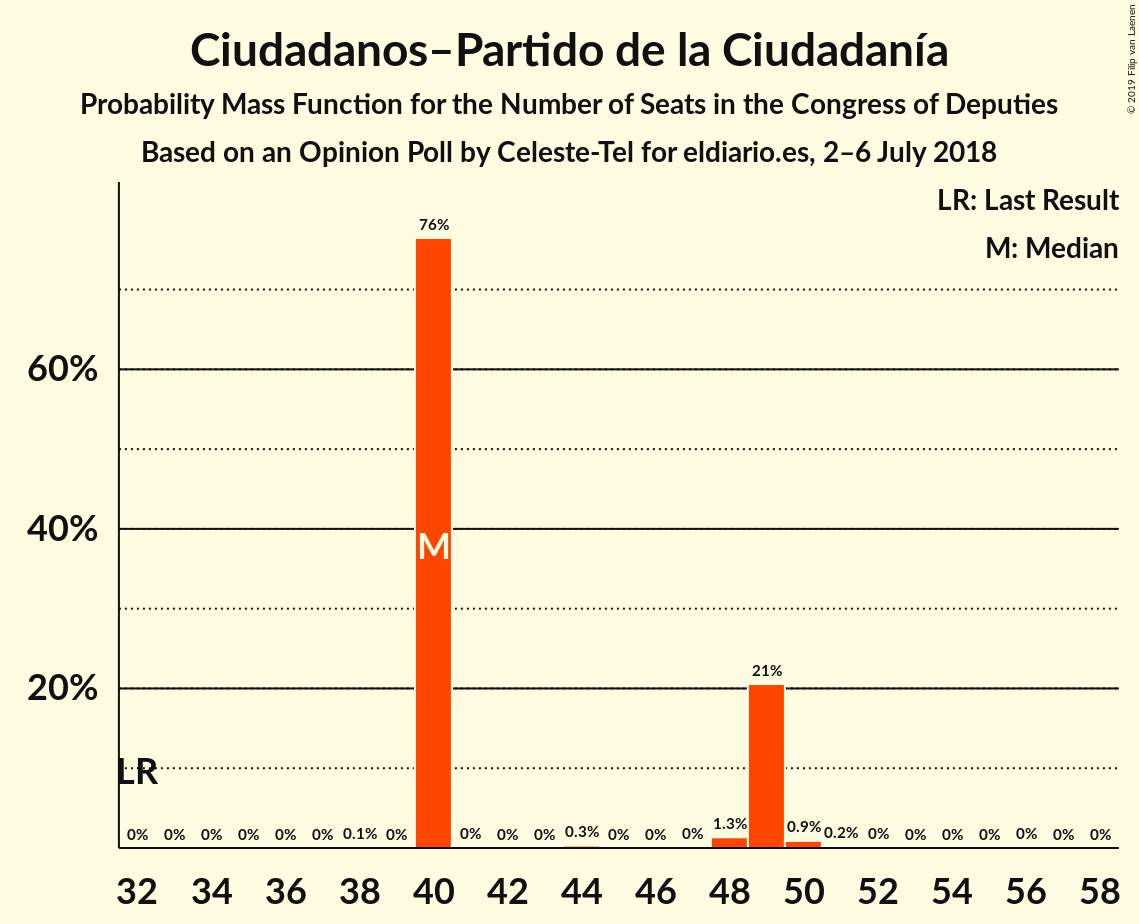 Ciudadanos–Partido de la Ciudadanía
Probability Mass Function for the Number of Seats in the Congress of Deputies
Based on an Opinion Poll by Celeste-Tel for eldiario.es, 2–6 July 2018
© 2019 Filip van Laenen
LR: Last Result
M: Median
76%
60%
40%
M
21%
20%
LR
0% 0% 0% 0% 0% 0% 0.1% 0% 0% 0% 0% 0.3% 0% 0% 0% 1.3% 0.9% 0.2% 0% 0% 0% 0% 0% 0% 0%
32 34 36 38 40 42 44 46 48 50 52 54 56 58